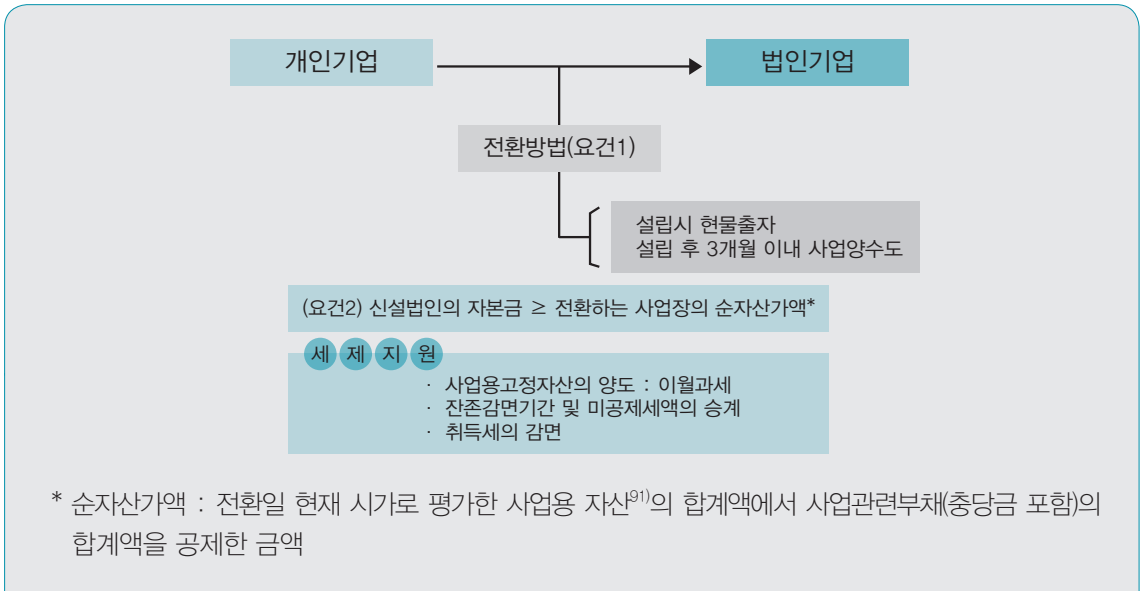 개인기업
법인기업
전환방법(요건1)
설립시 현물출자
설립 후 3개월 이내 사업양수도
(요건2) 신설법인의 자본금 ≥ 전환하는 사업장의 순자산가액*
세제지원
· 사업용고정자산의 양도 : 이월과세
· 잔존감면기간 및 미공제세액의 승계
· 취득세의 감면
* 순자산가액 : 전환일 현재 시가로 평가한 사업용 자산91)의 합계액에서 사업관련부채(충당금 포함)의
합계액을 공제한 금액